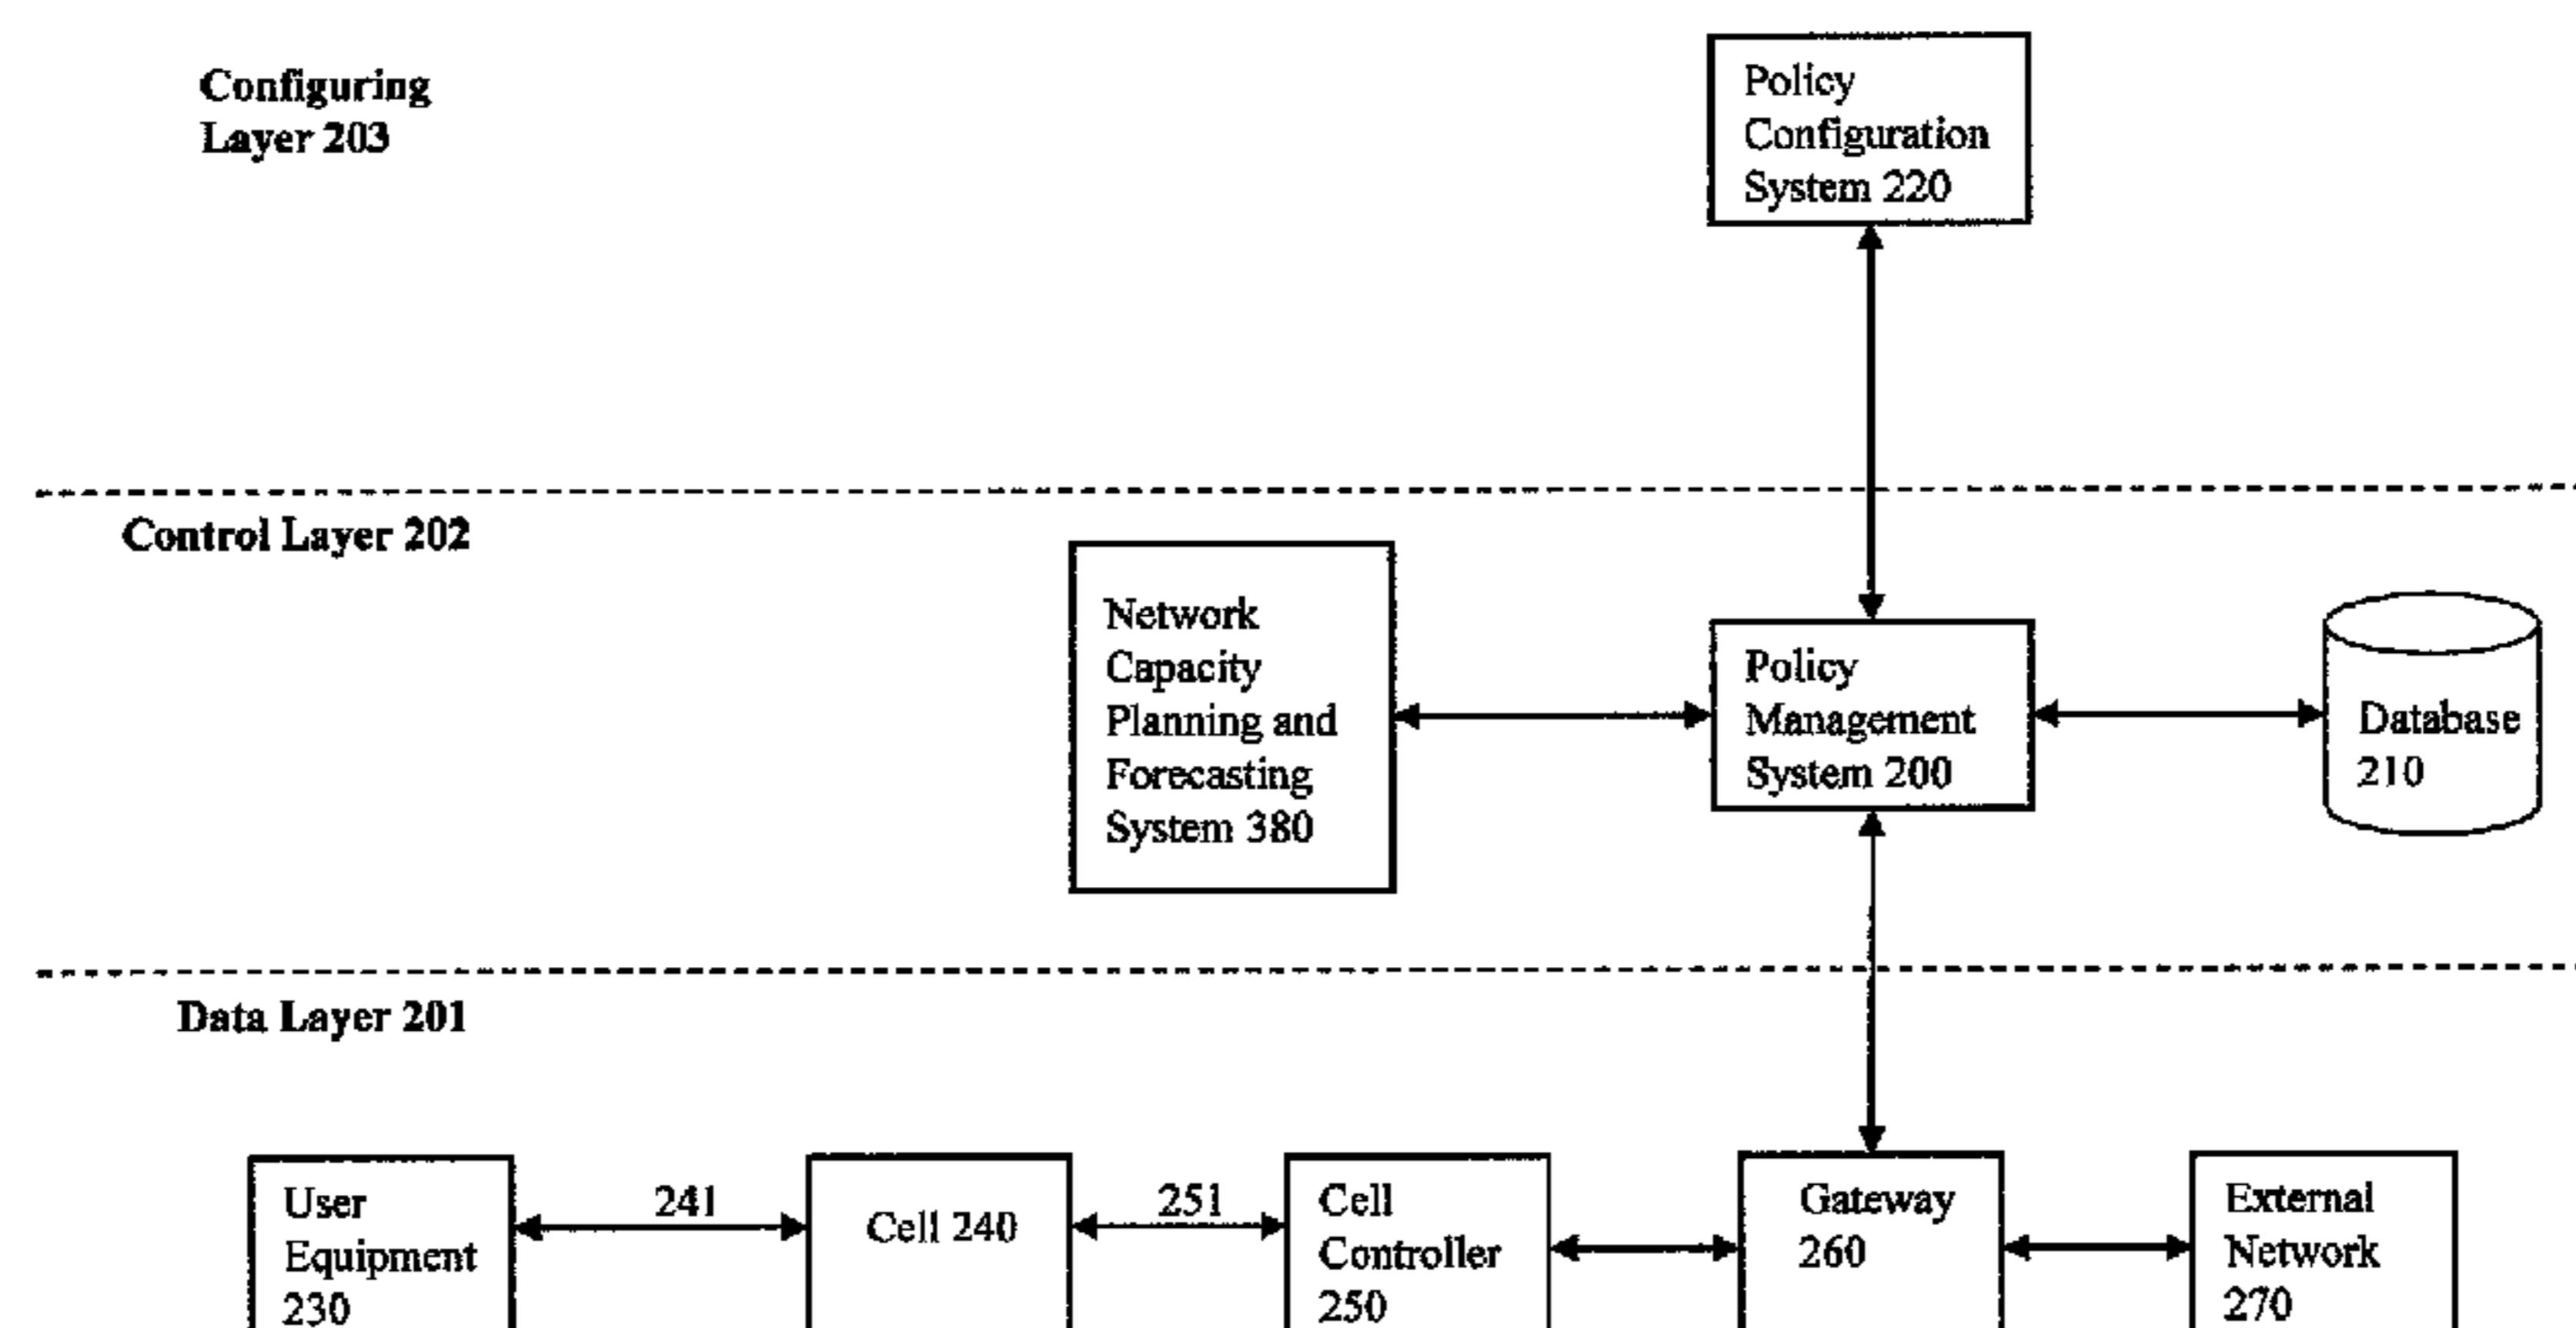 Configuring
Layer 203
Policy
Configuration
System 220
Control Layer 202
Network
Capacity
Planning and
Forecasting
System 380
Policy
Management
System 200
Database
210
Data Layer 201
User
Equipment
230
241
Cell 240
251
Cell
Controller
250
Gateway
260
External
Network
270